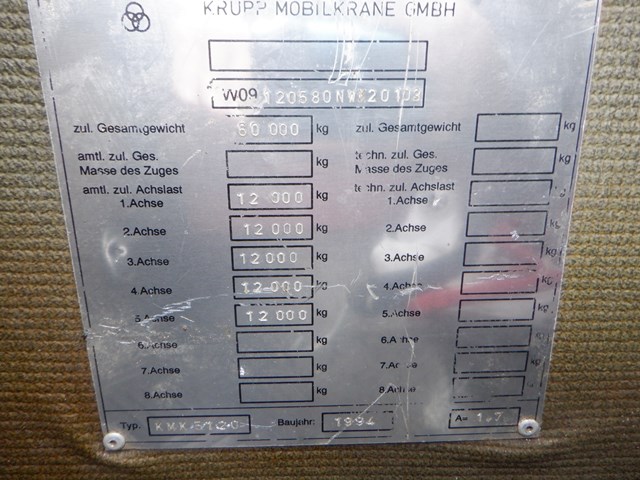 KRUPP MOBILKRANE GMBH
W09
zul. Gesamtgewicht 60 000 kg zul. Gesamtgewicht kg
amtl. zul. Ges. Masse des Zuges kg techn. zul. Ges. Masse des Zuges kg
amtl. zul. Achslast 1.Achse 12 000 kg techn. zul. Achslast 1.Achse kg
2.Achse 12 000 kg 2.Achse kg
3.Achse 12 000 kg 3.Achse kg
4.Achse 12 000 kg 4.Achse kg
5.Achse 12 000 kg 5.Achse kg
6.Achse kg 6.Achse
7.Achse kg 7.Achse
8.Achse kg 8.Achse
Typ. Baujahr: 1994 A=